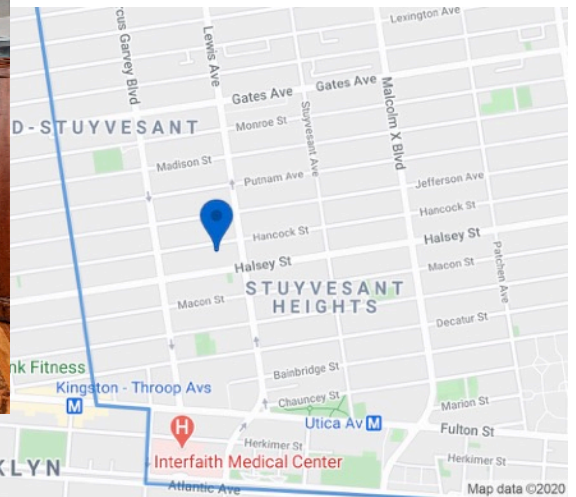 Lexington Ave
cus Garvey Blvd
Lewis Ave
Gates Ave
Gates Ave
Malcolm X Blvd
Stuyvesant Ave
Monroe St
D-STUYVESANT
Madison St
Putnam Ave
Jefferson Ave
Hancock St
Hancock St
Halsey St
Halsey St
Macon St
Patchen Ave
STUYVESANT
HEIGHTS
Macon St
Decatur St
Bainbridge St
nk Fitness
Kingston - Throop Avs
M
Chauncey St
Marion St
Utica Av M
Fulton St
H
Herkimer St
Herkimer St
KLYN
Interfaith Medical Center
Atlantic Ave
Map data ©2020